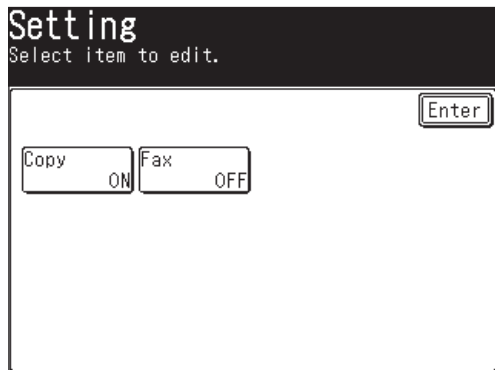 Setting
Select item to edit.
Enter
Copy
ON
Fax
OFF